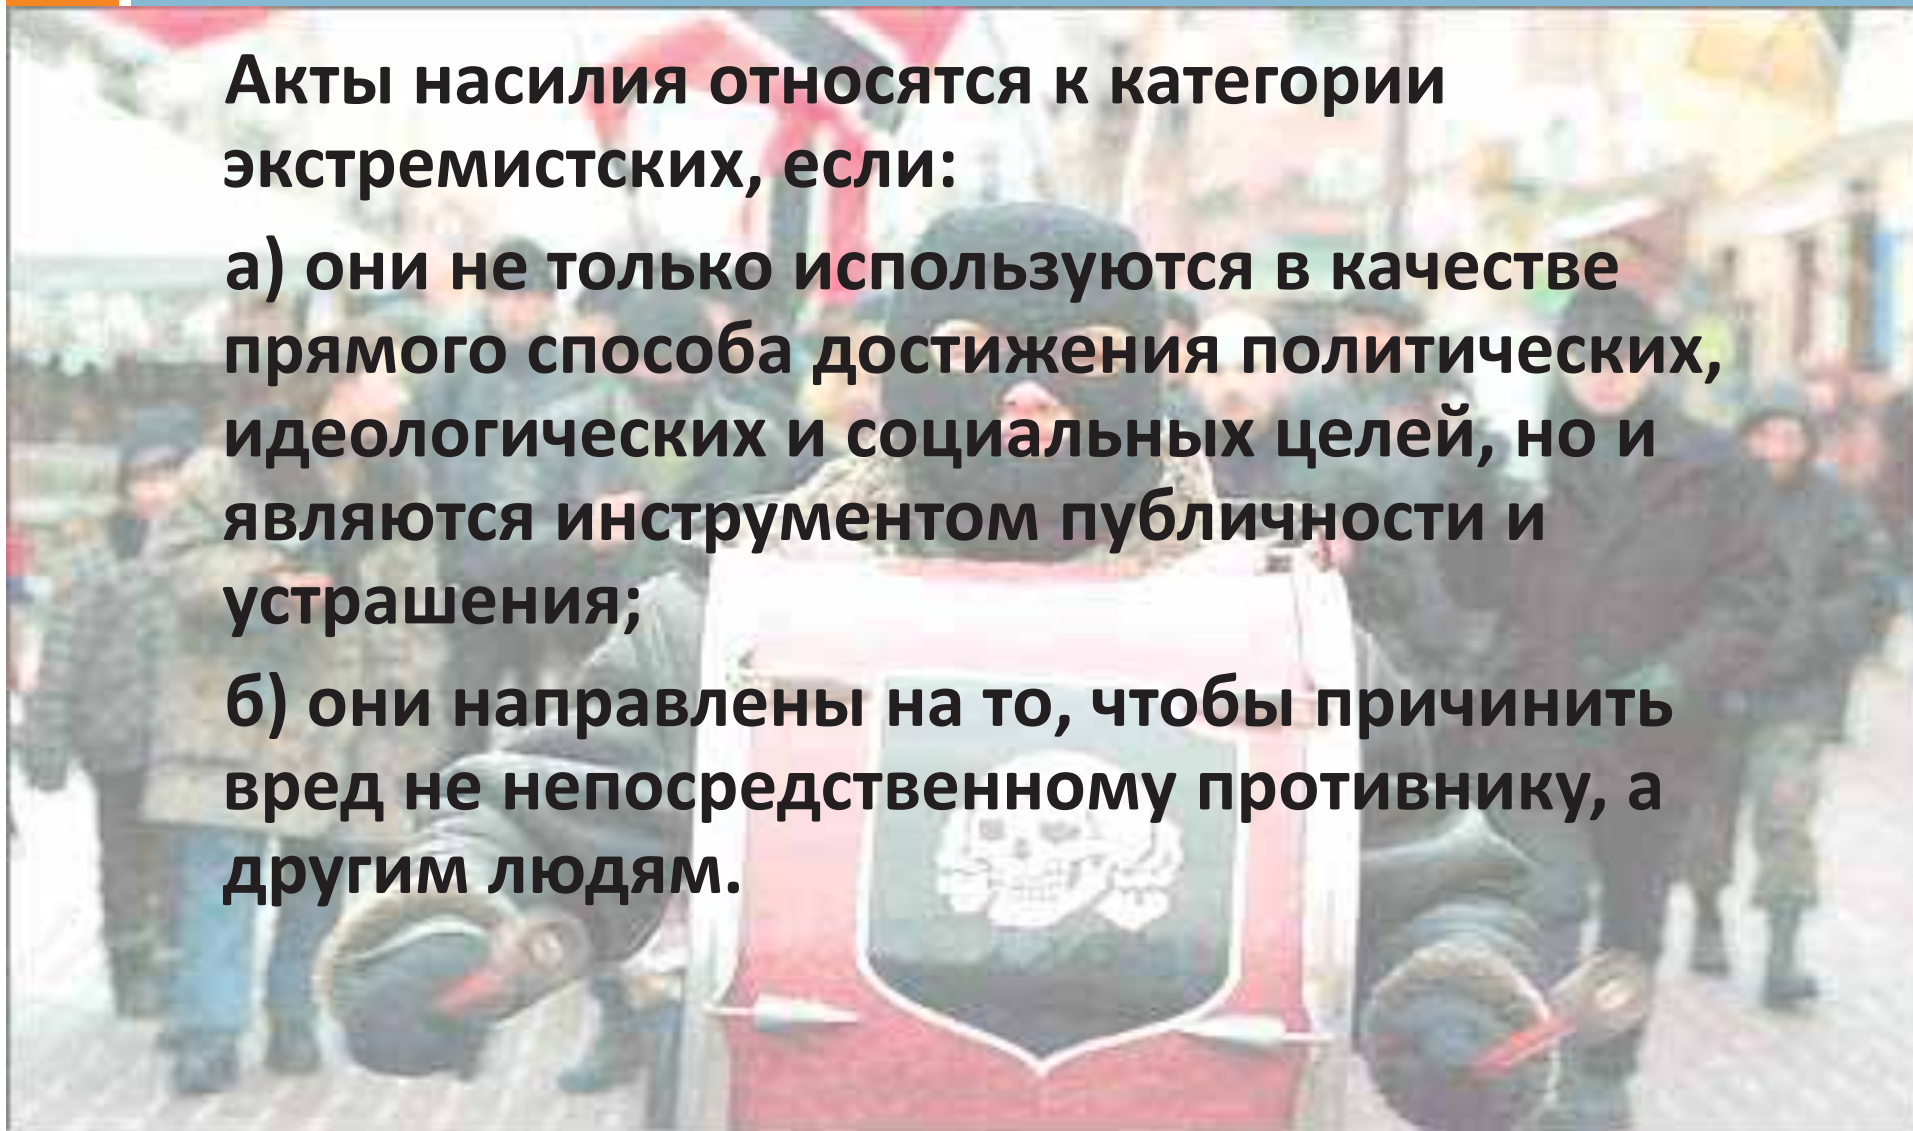 Акты насилия относятся к категории
экстремистских, если:
а) они не только используются в качестве
прямого способа достижения политических,
идеологических и социальных целей, но и
являются инструментом публичности и
устрашения;
б) они направлены на то, чтобы причинить
вред не непосредственному противнику, а
другим людям.